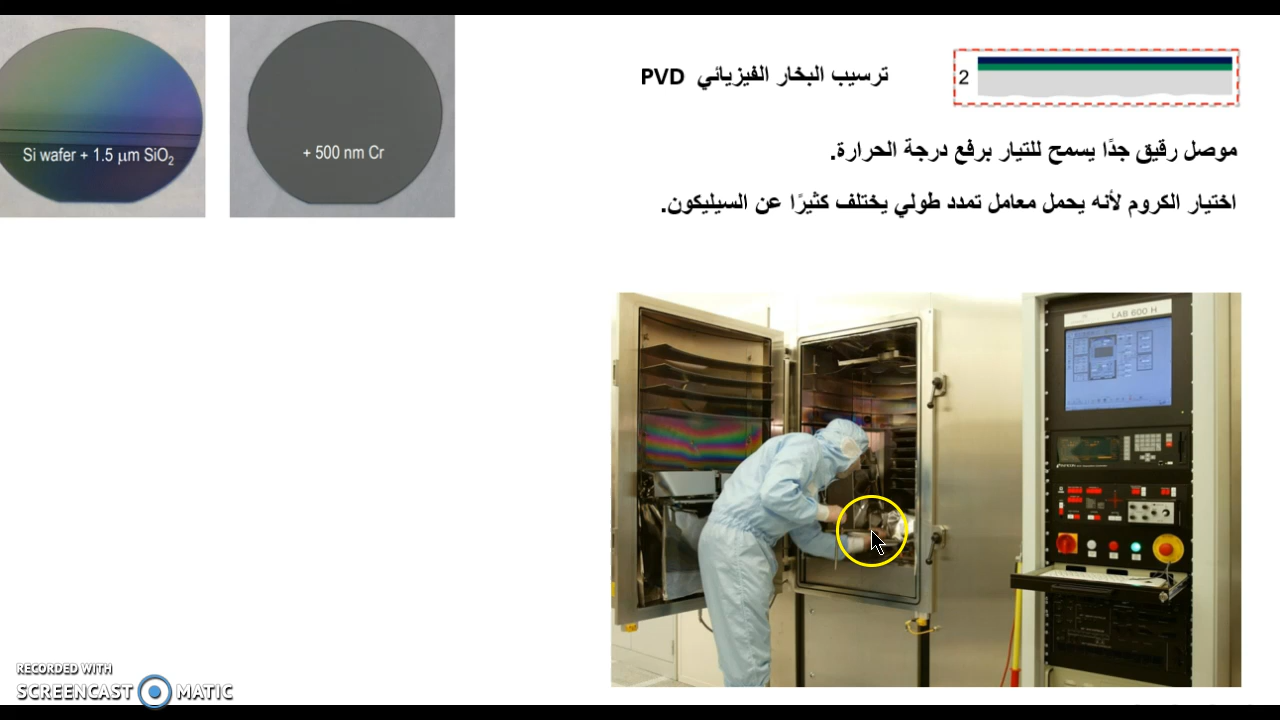 ترسيب البخار الفيزيائي PVD
2
موصل رقيق جدًا يسمح للتيار برفع درجة الحرارة.
اختيار الكروم لأنه يحمل معامل تمدد طولي يختلف كثيرًا عن السيليكون.
Si wafer + 1.5 µm SiO₂
+ 500 nm Cr
LAB 600 H
RECORDED WITH
SCREENCAST MATIC